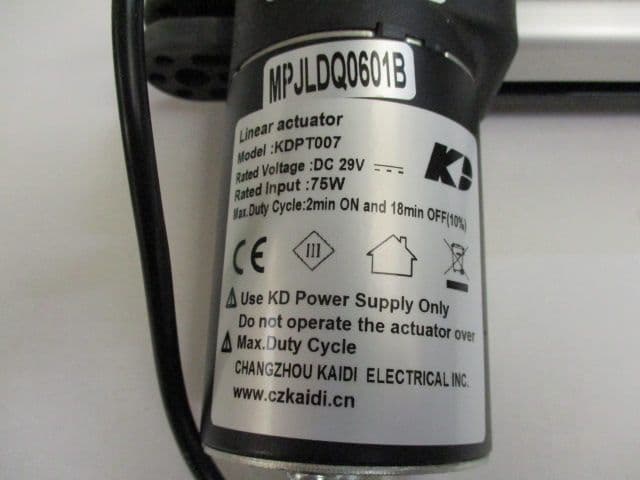 MPJLDQ0601B
Linear actuator
Model :KDPT007
Rated Voltage :DC 29V
Rated Input :75W
Max.Duty Cycle:2min ON and 18min OFF(10%)
KD
CE
III
Use KD Power Supply Only
Do not operate the actuator over
Max.Duty Cycle
CHANGZHOU KAIDI ELECTRICAL INC.
www.czkaidi.cn